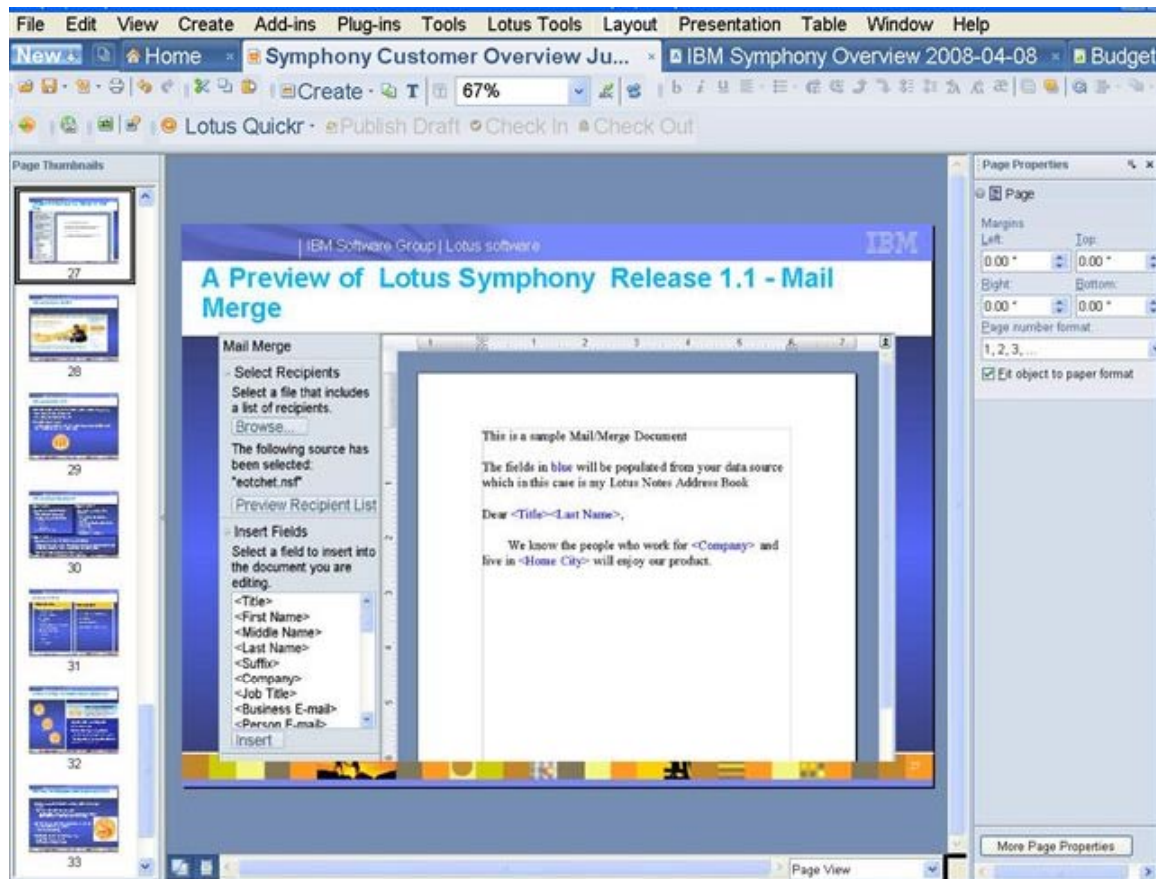 File Edit View Create Add-ins Plug-ins Tools Lotus Tools Layout Presentation Table Window Help
New Home Symphony Customer Overview Ju... IBM Symphony Overview 2008-04-08 Budget
Create T 67% b i u
Lotus Quickr Publish Draft Check In Check Out
Page Thumbnails
27
28
29
30
31
32
33
IBM Software Group | Lotus software IBM
A Preview of Lotus Symphony Release 1.1 - Mail
Merge
Mail Merge
Select Recipients
Select a file that includes
a list of recipients.
Browse...
The following source has
been selected:
"eotchet.nsf"
Preview Recipient List
Insert Fields
Select a field to insert into
the document you are
editing.
<Title>
<First Name>
<Middle Name>
<Last Name>
<Suffix>
<Company>
<Job Title>
<Business E-mail>
<Person E-mail>
Insert
1 1 2 3 4 5 6 7
This is a sample Mail/Merge Document
The fields in blue will be populated from your data source
which in this case is my Lotus Notes Address Book
Dear <Title><Last Name>,
We know the people who work for <Company> and
live in <Home City> will enjoy our product.
27
Page View
Page Properties
Page
Margins
Left: Top:
0.00 " 0.00 "
Right: Bottom:
0.00 " 0.00 "
Page number format:
1, 2, 3, ...
Fit object to paper format
More Page Properties